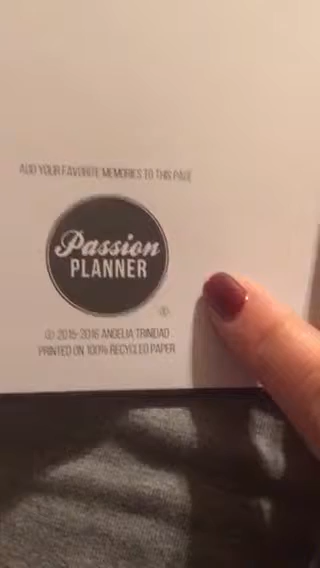 ADD YOUR FAVORITE MEMORIES TO THIS PAGE
Passion
PLANNER
®
© 2015-2016 ANGELIA TRINIDAD
PRINTED ON 100% RECYCLED PAPER